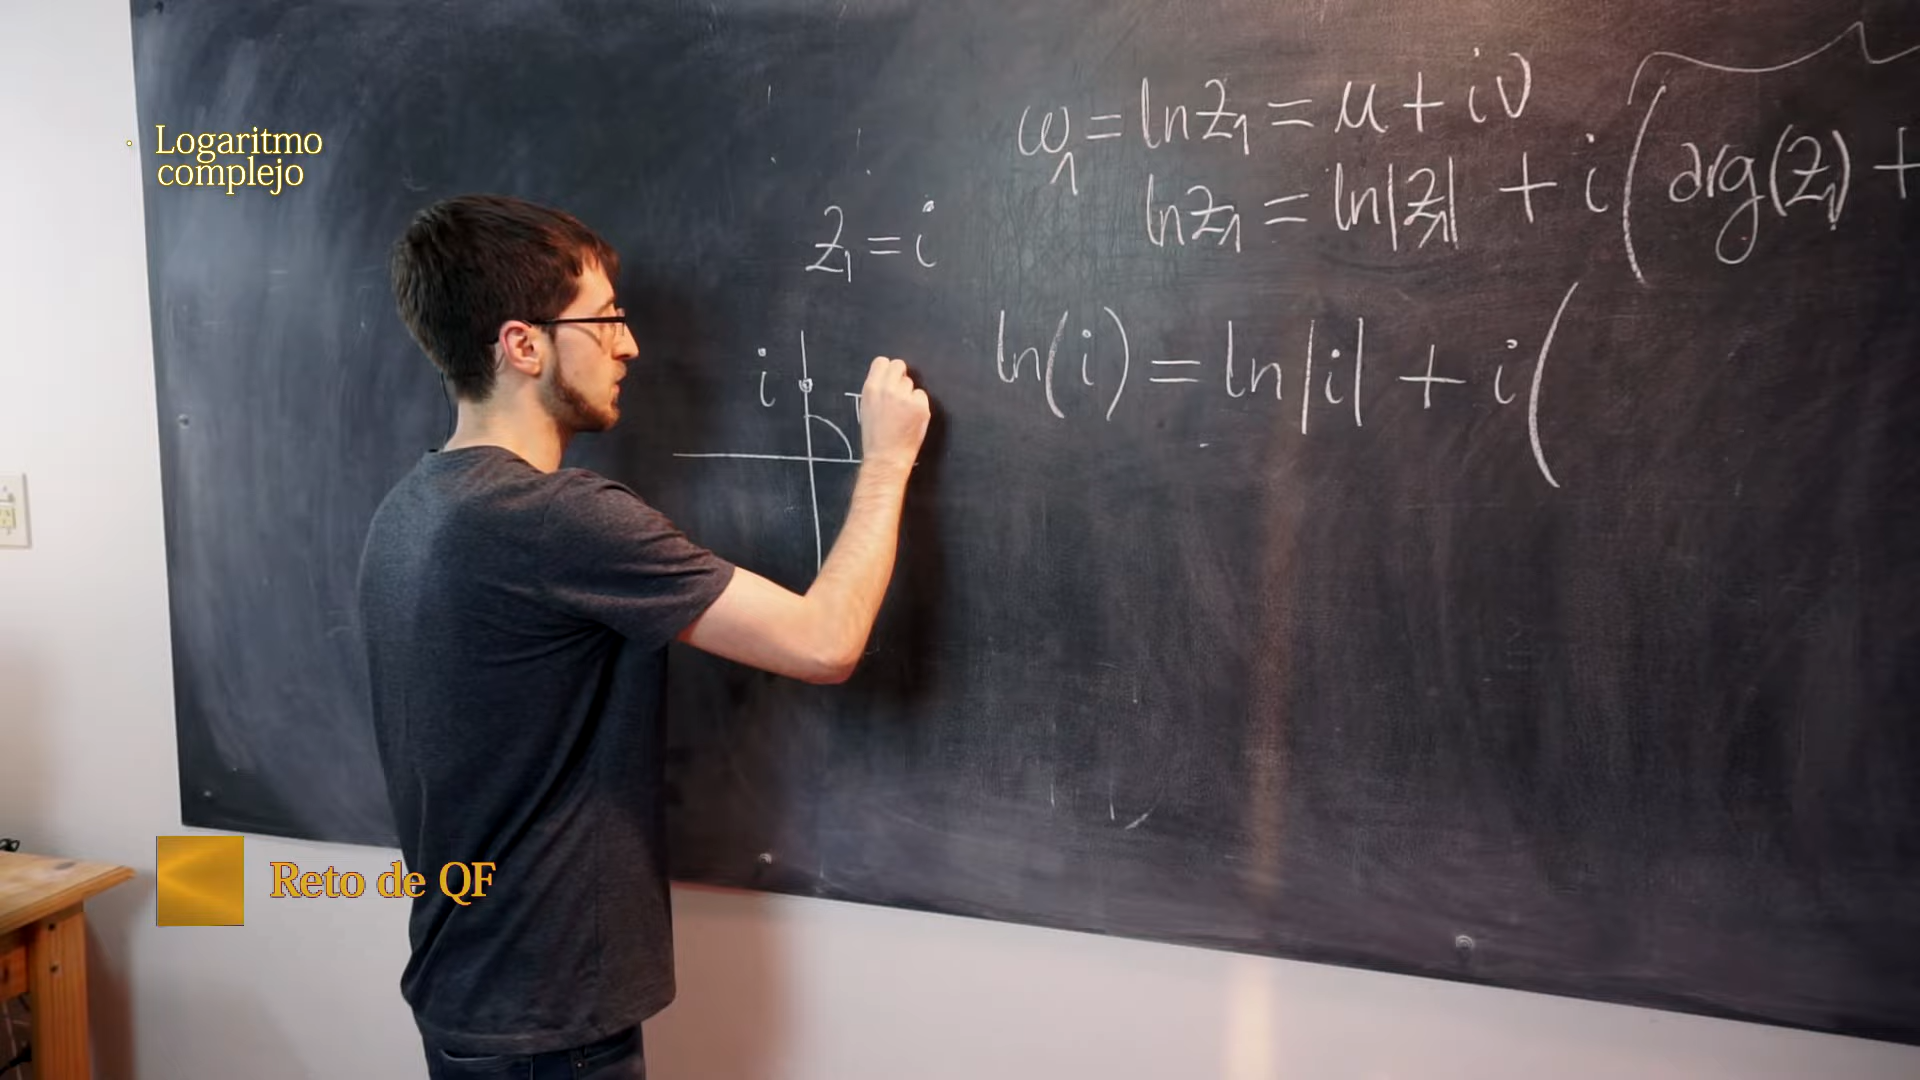 Logaritmo
complejo
ω₁ = ln z₁ = u + iv
ln z₁ = ln|z₁| + i(arg(z₁) +
z₁ = i
i
ln(i) = ln|i| + i(
Reto de QF